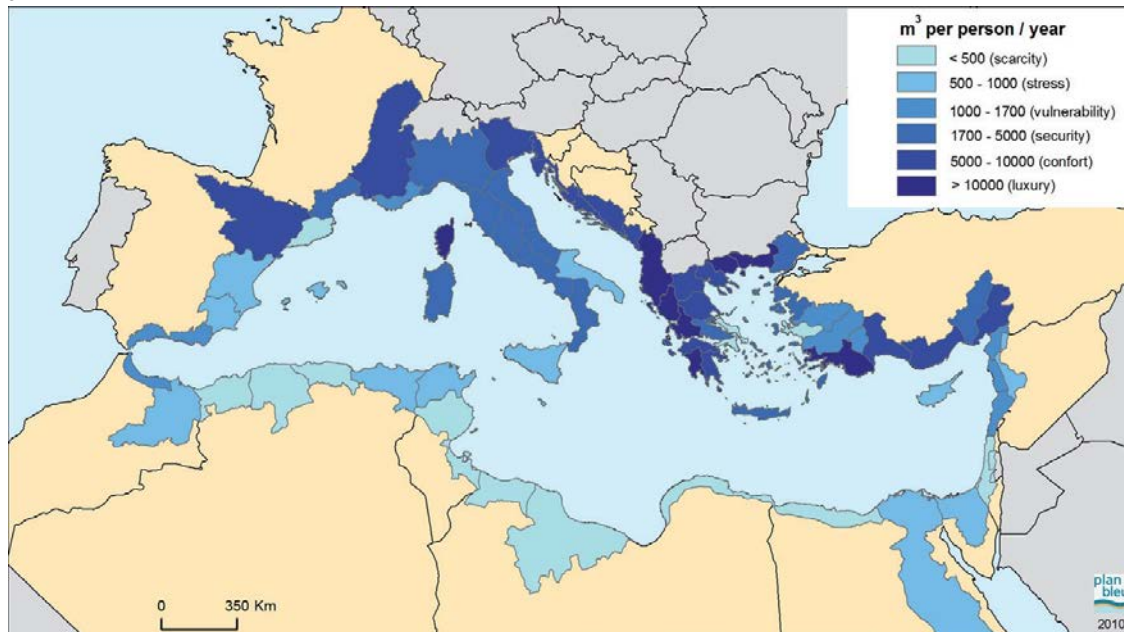 m³ per person / year
< 500 (scarcity)
500 - 1000 (stress)
1000 - 1700 (vulnerability)
1700 - 5000 (security)
5000 - 10000 (confort)
> 10000 (luxury)
0 350 Km
plan
bleu
2010